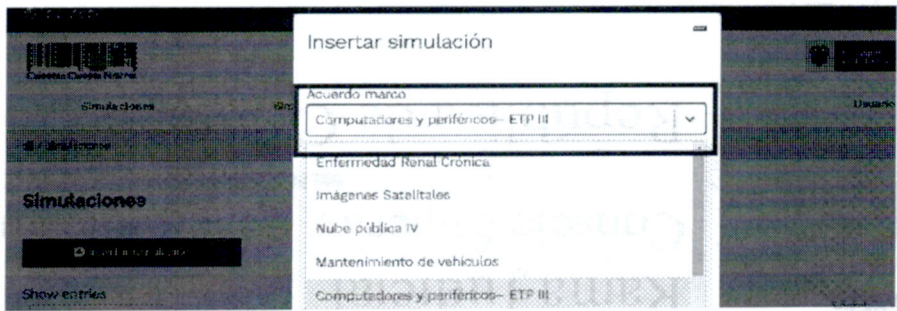 Insertar simulación
Acuerdo marco
Simulaciones
Usuario
Computadores y periféricos– ETP III
Enfermedad Renal Crónica
Imágenes Satelitales
Simulaciones
Nube pública IV
Mantenimiento de vehículos
Show entries
Computadores y periféricos– ETP III